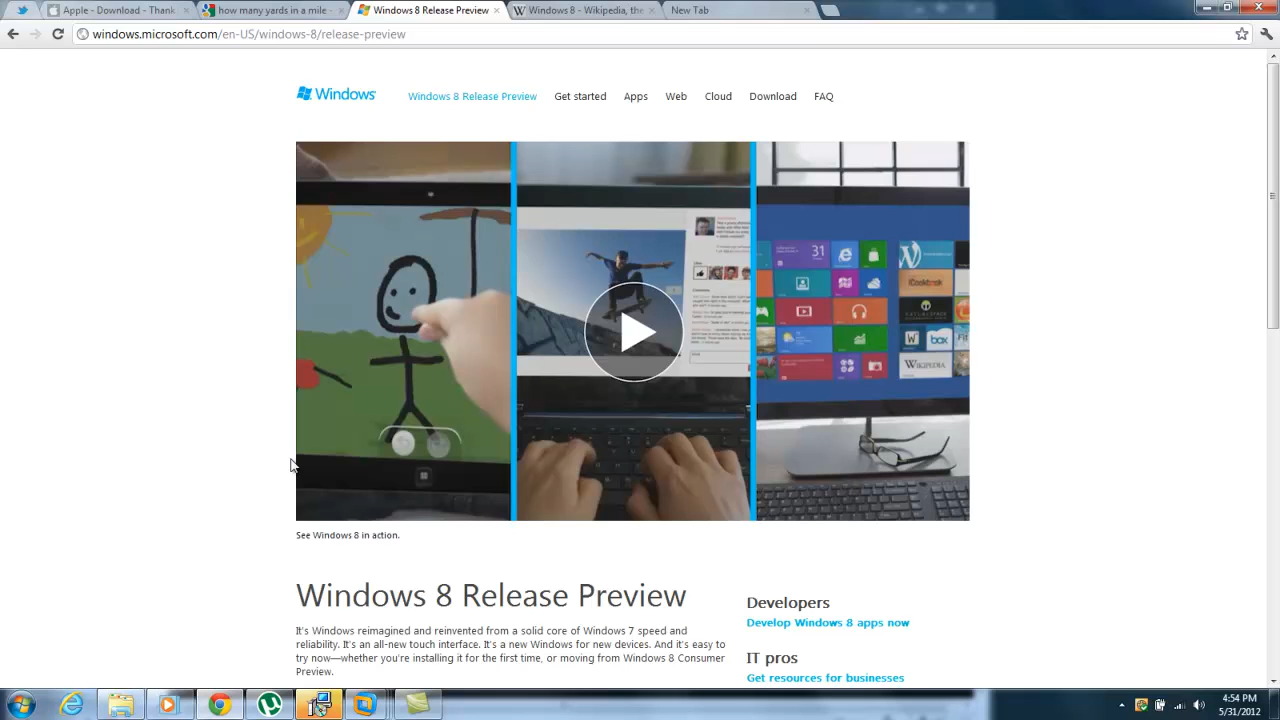 Apple - Download - Thank
how many yards in a mile -
Windows 8 Release Preview
Windows 8 - Wikipedia, the
New Tab
windows.microsoft.com/en-US/windows-8/release-preview
Windows
Windows 8 Release Preview
Get started
Apps
Web
Cloud
Download
FAQ
31
iCookbook
box
Fit
W
WIKIPEDIA
See Windows 8 in action.
Windows 8 Release Preview
It's Windows reimagined and reinvented from a solid core of Windows 7 speed and
reliability. It's an all-new touch interface. It's a new Windows for new devices. And it's easy to
try now—whether you're installing it for the first time, or moving from Windows 8 Consumer
Preview.
Developers
Develop Windows 8 apps now
IT pros
Get resources for businesses
4:54 PM
5/31/2012